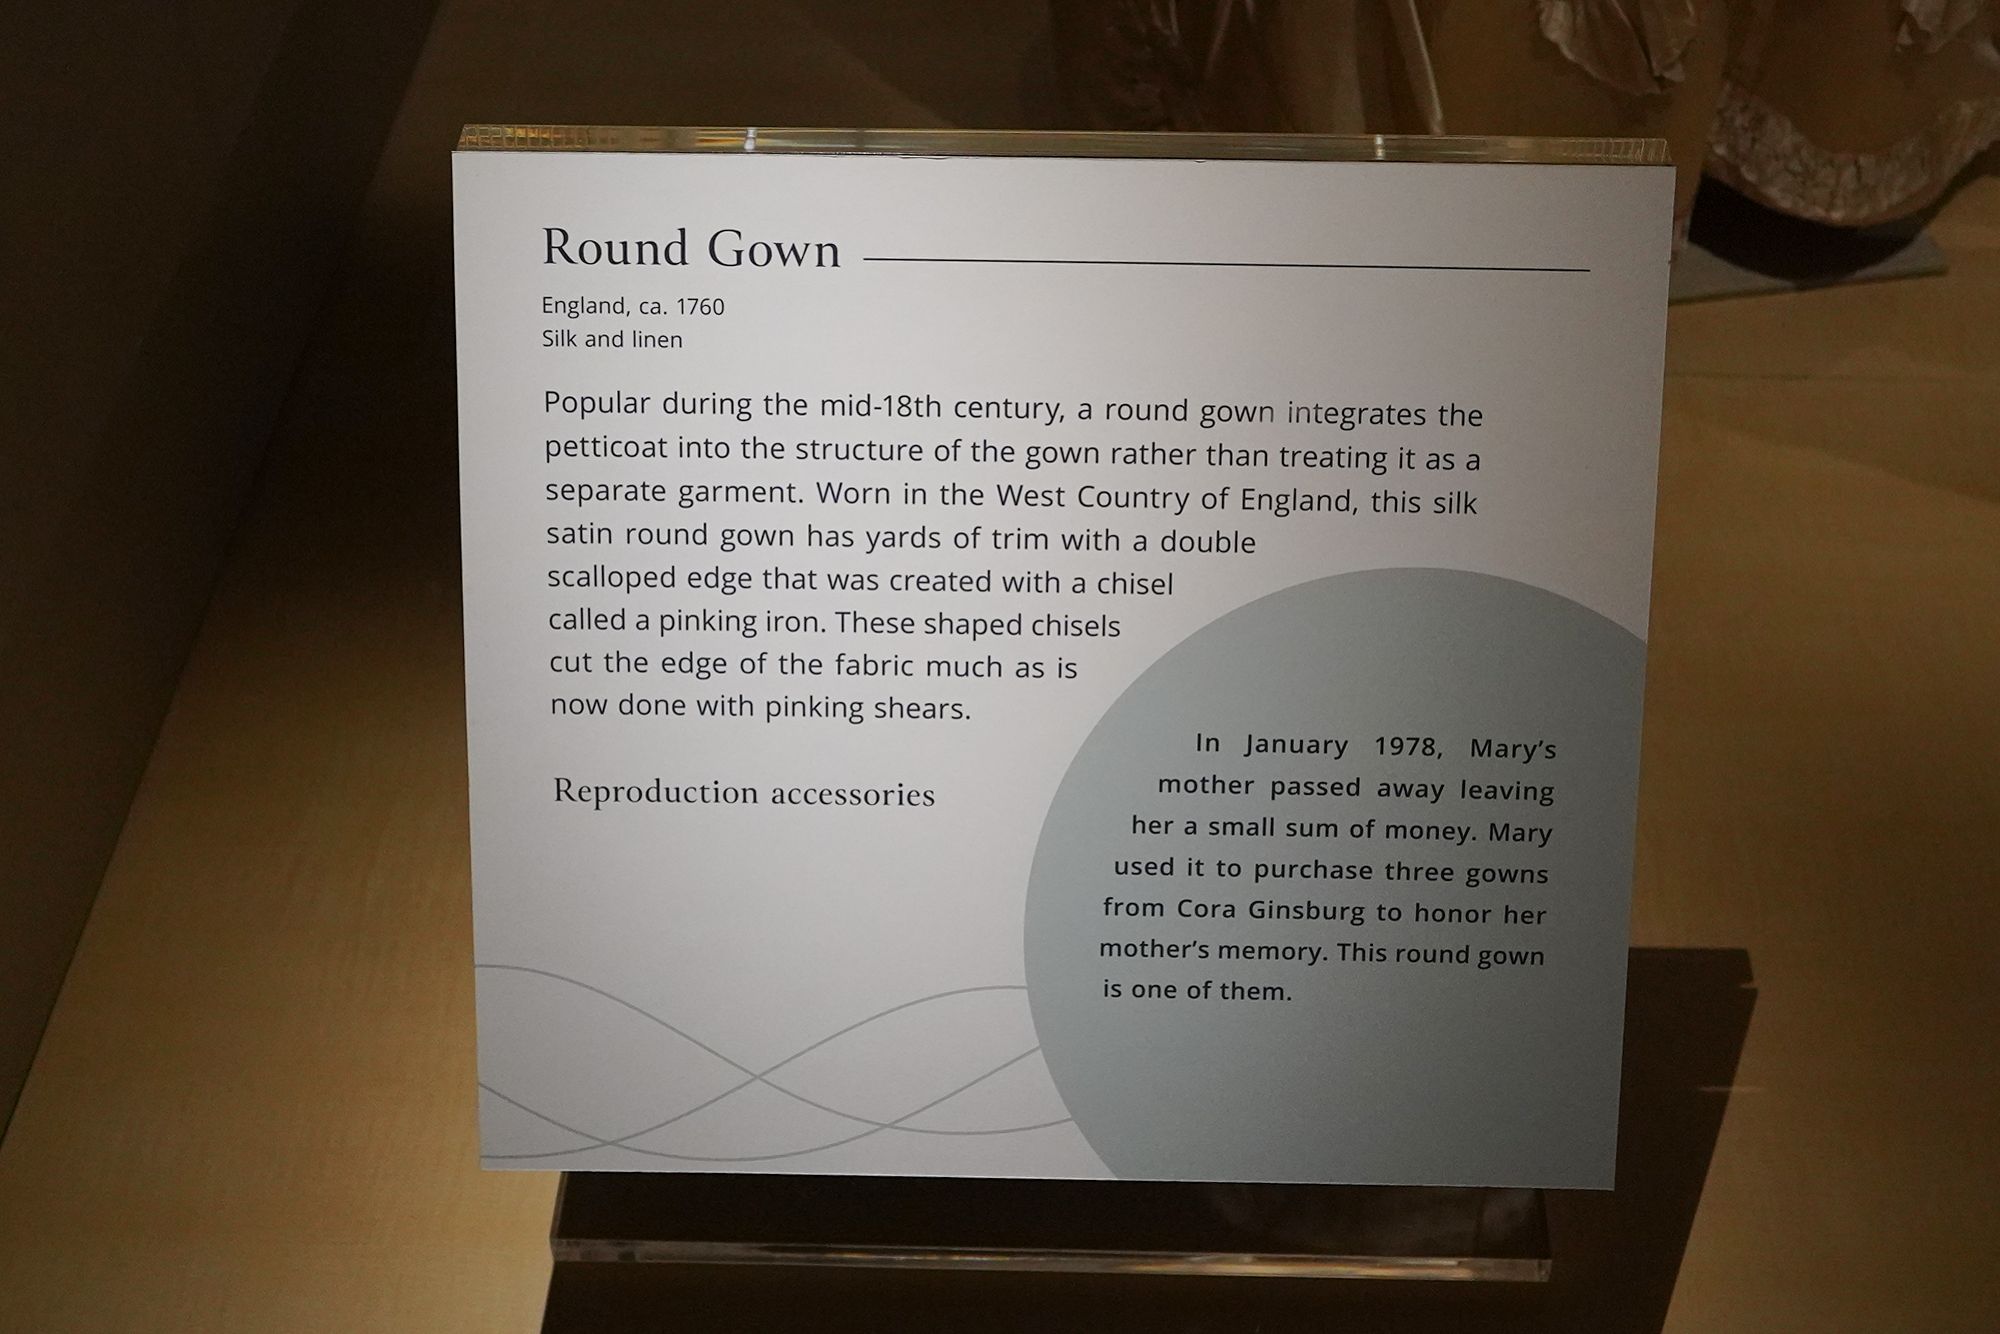 Round Gown
England, ca. 1760
Silk and linen
Popular during the mid-18th century, a round gown integrates the
petticoat into the structure of the gown rather than treating it as a
separate garment. Worn in the West Country of England, this silk
satin round gown has yards of trim with a double
scalloped edge that was created with a chisel
called a pinking iron. These shaped chisels
cut the edge of the fabric much as is
now done with pinking shears.
Reproduction accessories
In January 1978, Mary’s
mother passed away leaving
her a small sum of money. Mary
used it to purchase three gowns
from Cora Ginsburg to honor her
mother’s memory. This round gown
is one of them.